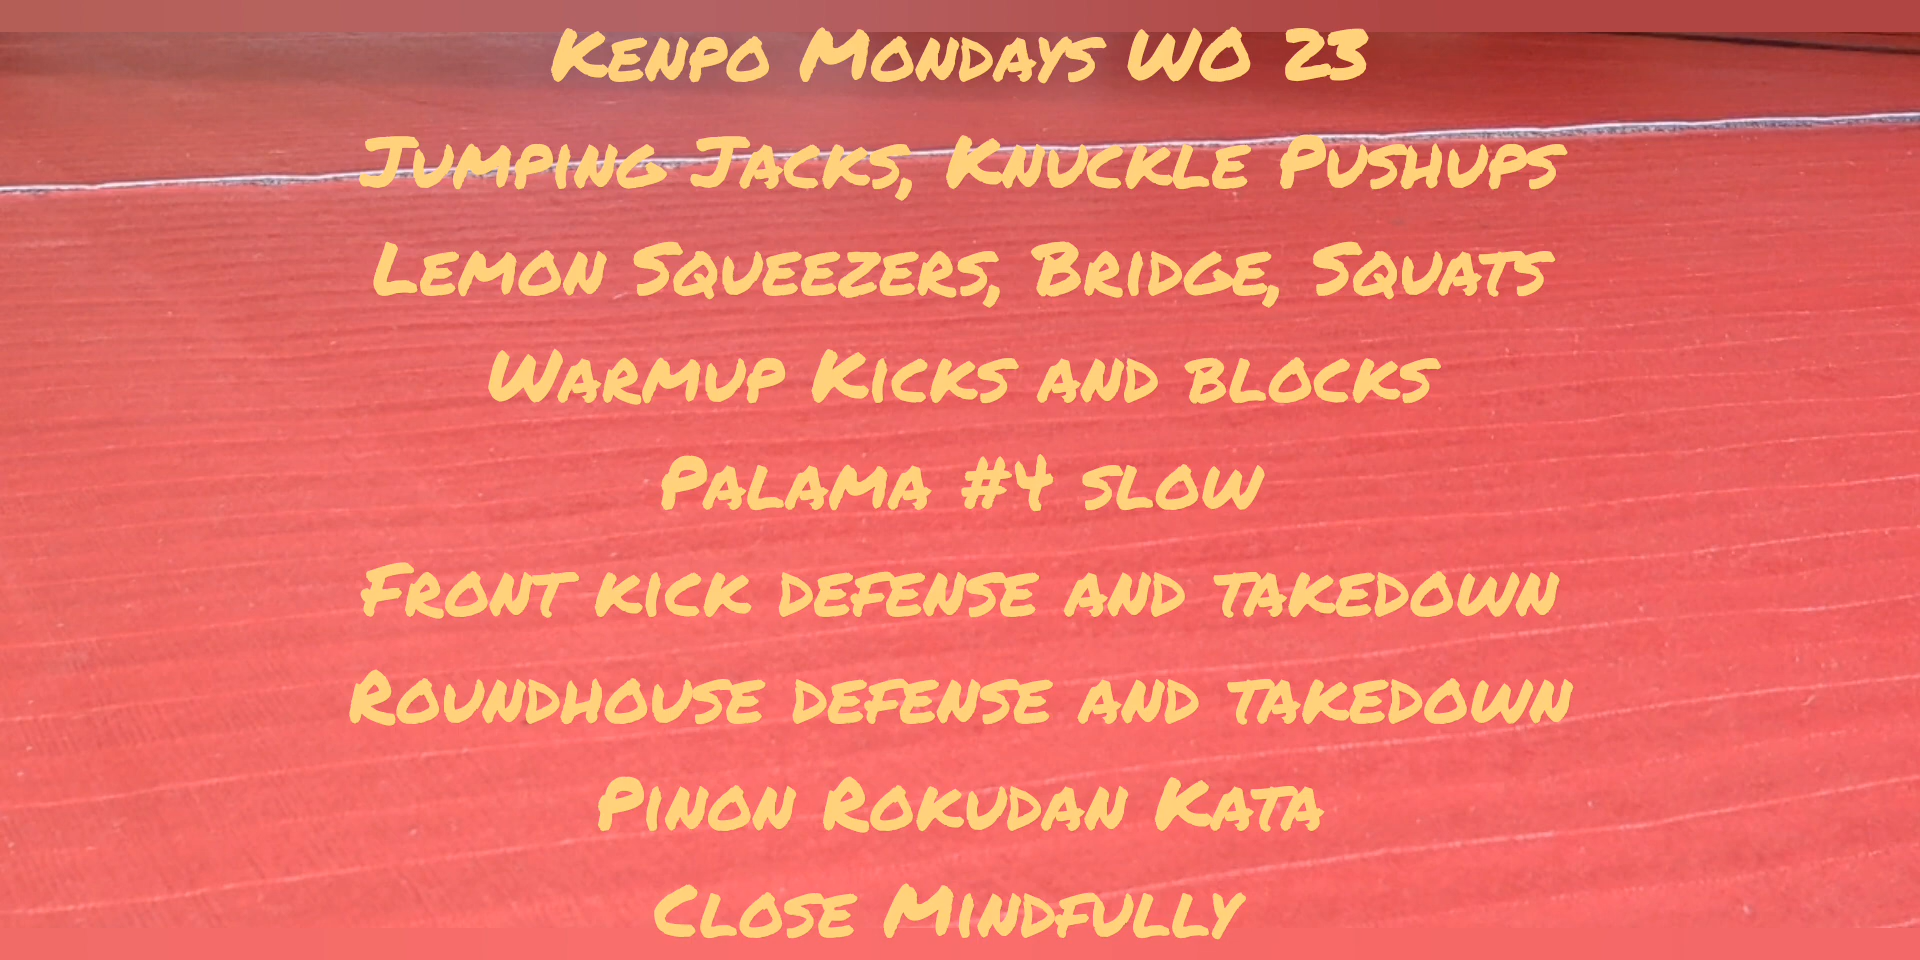 Kenpo Mondays WO 23
Jumping Jacks, Knuckle Pushups
Lemon Squeezers, Bridge, Squats
Warmup Kicks and blocks
Palama #4 slow
Front kick defense and takedown
Roundhouse defense and takedown
Pinon Rokudan Kata
Close Mindfully